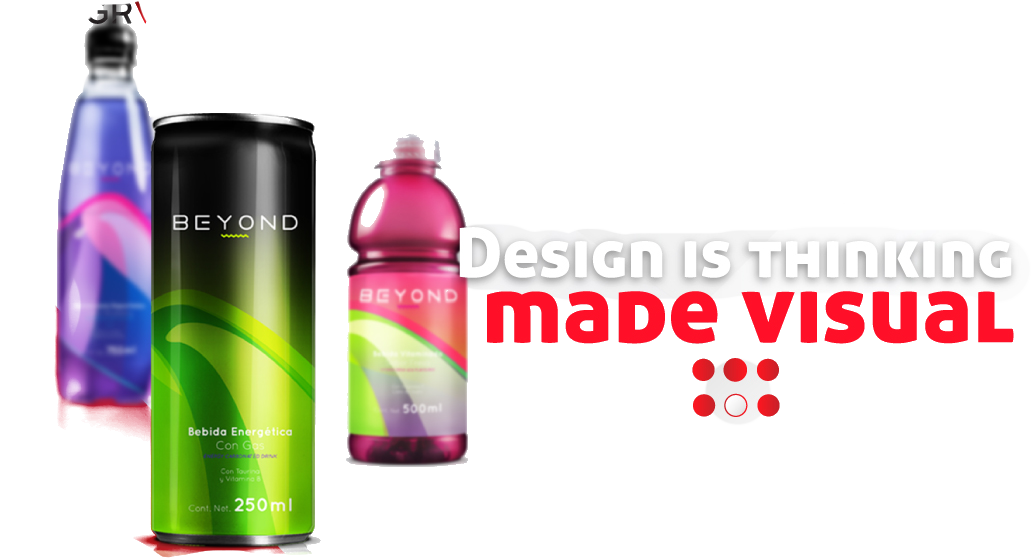 GR
BEYOND
BEYOND
Bebida Energética
Con Gas
Con Taurina
y Vitamina B
Cont. Net. 250ml
BEYOND
500ml
Design is thinking
made visual